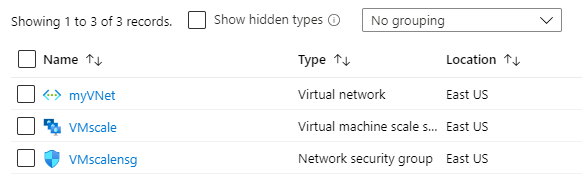 Showing 1 to 3 of 3 records. Show hidden types No grouping
Name Type Location
myVNet Virtual network East US
VMscale Virtual machine scale s... East US
VMscalensg Network security group East US